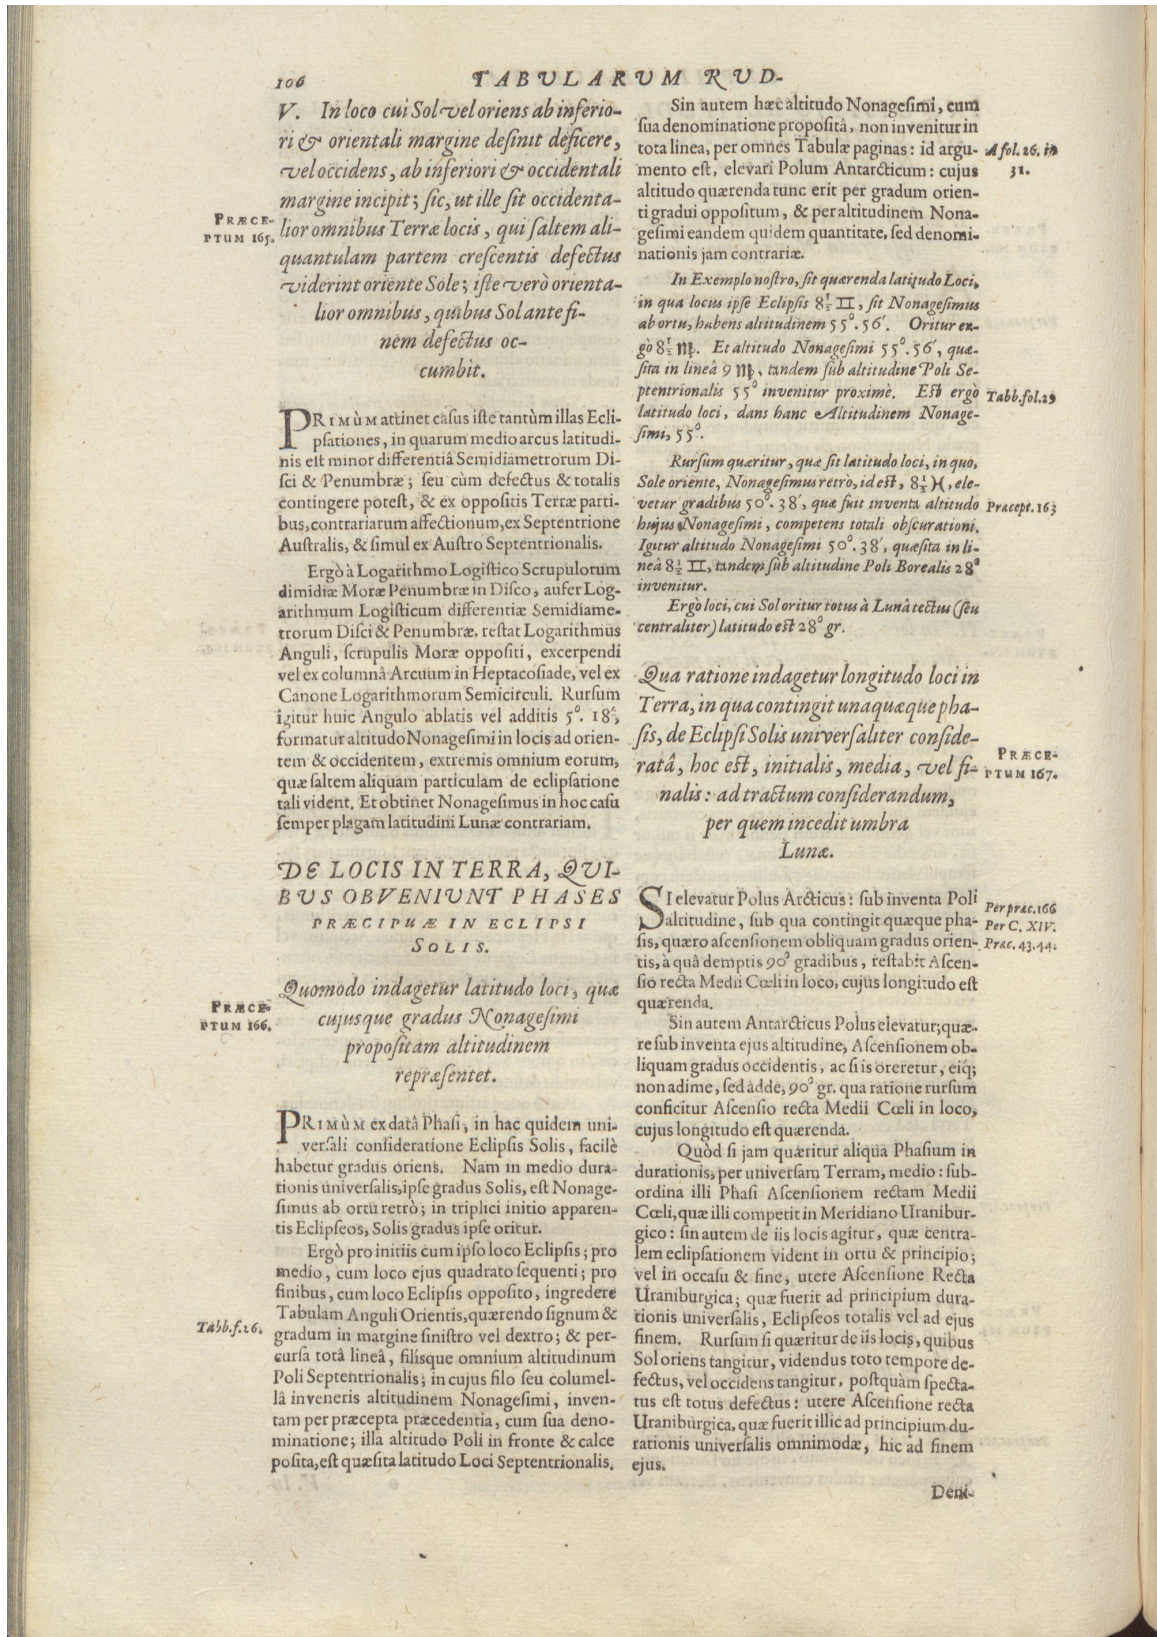 106
TABULARUM RUD-
V. In loco cui Sol vel oriens ab inferio-
ri & orientali margine desinit deficere,
vel occidens, ab inferiori & occidentali
margine incipit; sic, ut ille sit occidenta-
PRÆCE-
PTUM 165.
lior omnibus Terræ locis, qui saltem ali-
quantulam partem crescentis defectus
viderint oriente Sole; iste verò orienta-
lior omnibus, quibus Sol ante fi-
nem defectus oc-
cumbit.
PRIMùM attinet casus iste tantùm illas Ecli-
psationes, in quarum medio arcus latitudi-
nis est minor differentiâ Semidiametrorum Di-
sci & Penumbræ; seu cùm defectus & totalis
contingere potest, & ex oppositis Terræ parti-
bus, contrariarum affectionum, ex Septentrione
Australis, & simul ex Austro Septentrionalis.
Ergò à Logarithmo Logistico Scrupulorum
dimidiæ Moræ Penumbræ in Disco, aufer Log-
arithmum Logisticum differentiæ Semidiame-
trorum Disci & Penumbræ, restat Logarithmus
Anguli, scrupulis Moræ oppositi, excerpendi
vel ex columnâ Arcuum in Heptacosiade, vel ex
Canone Logarithmorum Semicirculi. Rursum
igitur huic Angulo ablatis vel additis 5°. 18′,
formatur altitudo Nonagesimi in locis ad orien-
tem & occidentem, extremis omnium eorum,
quæ saltem aliquam particulam de eclipsatione
tali vident. Et obtinet Nonagesimus in hoc casu
semper plagam latitudini Lunæ contrariam.
DE LOCIS IN TERRA, QVI-
BUS OBVENIUNT PHASES
PRÆCIPUÆ IN ECLIPSI
SOLIS.
Quomodo indagetur latitudo loci, quæ
PRÆCE-
PTUM 166.
cujusque gradus Nonagesimi
propositam altitudinem
repræsentet.
PRIMùM ex datâ Phasi, in hac quidem uni-
versali consideratione Eclipsis Solis, facilè
habetur gradus oriens. Nam in medio dura-
tionis universalis, ipse gradus Solis, est Nonage-
simus ab ortu retrò; in triplici initio apparen-
tis Eclipseos, Solis gradus ipse oritur.
Ergò pro initiis cum ipso loco Eclipsis; pro
medio, cum loco ejus quadrato sequenti; pro
finibus, cum loco Eclipsis opposito, ingredere
Tabulam Anguli Orientis, quærendo signum &
Tabb.f.26.
gradum in margine sinistro vel dextro; & per-
cursa totâ lineâ, filisque omnium altitudinum
Poli Septentrionalis; in cujus filo seu columel-
lâ inveneris altitudinem Nonagesimi, inven-
tam per præcepta præcedentia, cum sua deno-
minatione; illa altitudo Poli in fronte & calce
posita, est quæsita latitudo Loci Septentrionalis.
Sin autem hæc altitudo Nonagesimi, cum
sua denominatione propositâ, non invenitur in
tota linea, per omnes Tabulæ paginas: id argu-
A fol. 26. in
31.
mento est, elevari Polum Antarcticum: cujus
altitudo quærenda tunc erit per gradum orien-
ti gradui oppositum, & per altitudinem Nona-
gesimi eandem quidem quantitate, sed denomi-
nationis jam contrariæ.
In Exemplo nostro, sit quærenda latitudo Loci,
in qua locus ipse Eclipsis 8½ ♊, sit Nonagesimus
ab ortu, habens altitudinem 55°. 56′. Oritur er-
gò 8½ ♍. Et altitudo Nonagesimi 55°. 56′, quæ-
sita in lineâ 9 ♍, tandem sub altitudine Poli Se-
ptentrionalis 55° invenitur proximè. Est ergò
Tabb.fol.29
latitudo loci, dans hanc Altitudinem Nonage-
simi, 55°.
Rursum quæritur, quæ sit latitudo loci, in quo,
Sole oriente, Nonagesimus retrò, id est, 8½ ♓, ele-
vetur gradibus 50°. 38′, quæ fuit inventa altitudo
Præcept. 163
hujus Nonagesimi, competens totali obscurationi.
Igitur altitudo Nonagesimi 50°. 38′, quæsita in li-
neâ 8½ ♊, tandem sub altitudine Poli Borealis 28°
invenitur.
Ergò loci, cui Sol oritur totus à Lunâ tectus (seu
centraliter) latitudo est 28° gr.
Qua ratione indagetur longitudo loci in
Terra, in qua contingit unaquæque pha-
sis, de Eclipsi Solis universaliter conside-
PRÆCE-
PTUM 167.
ratâ, hoc est, initialis, media, vel fi-
nalis: ad tractum considerandum,
per quem incedit umbra
Lunæ.
SI elevatur Polus Arcticus: sub inventa Poli
Per præc. 166
altitudine, sub qua contingit quæque pha-
Per C. XIV.
sis, quæro ascensionem obliquam gradus orien-
Præc. 43.44.
tis, à quâ demptis 90° gradibus, restabit Ascen-
sio recta Medii Cœli in loco, cujus longitudo est
quærenda.
Sin autem Antarcticus Polus elevatur; quæ-
re sub inventa ejus altitudine, Ascensionem ob-
liquam gradus occidentis, ac si is oreretur, eiq;
non adime, sed adde, 90° gr. qua ratione rursum
conficitur Ascensio recta Medii Cœli in loco,
cujus longitudo est quærenda.
Quòd si jam quæritur aliqua Phasium in
durationis, per universam Terram, medio: sub-
ordina illi Phasi Ascensionem rectam Medii
Cœli, quæ illi competit in Meridiano Uranibur-
gico: sin autem de iis locis agitur, quæ centra-
lem eclipsationem vident in ortu & principio;
vel in occasu & fine, utere Ascensione Recta
Uraniburgica; quæ fuerit ad principium dura-
tionis universalis, Eclipseos totalis vel ad ejus
finem. Rursum si quæritur de iis locis, quibus
Sol oriens tangitur, videndus toto tempore de-
fectus, vel occidens tangitur, postquàm specta-
tus est totus defectus: utere Ascensione recta
Uraniburgica, quæ fuerit illic ad principium du-
rationis universalis omnimodæ, hic ad finem
ejus.
Deni-